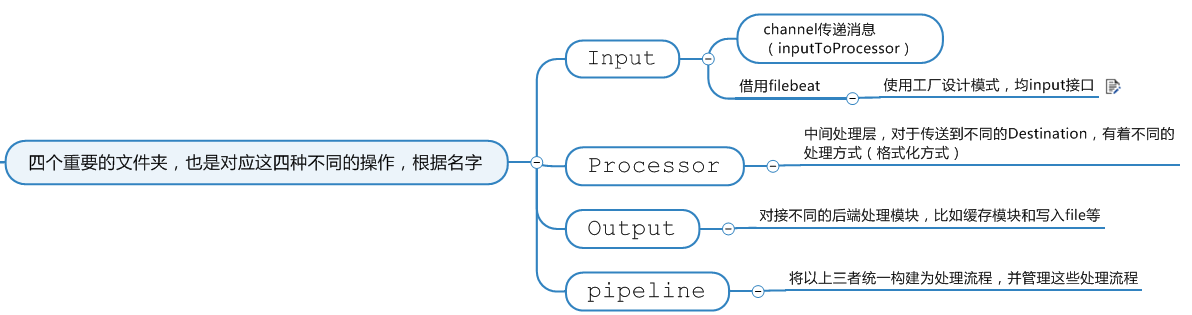 四个重要的文件夹，也是对应这四种不同的操作，根据名字
Input
channel传递消息
（inputToProcessor）
借用filebeat
使用工厂设计模式，均input接口
Processor
中间处理层，对于传送到不同的Destination，有着不同的
处理方式（格式化方式）
Output
对接不同的后端处理模块，比如缓存模块和写入file等
pipeline
将以上三者统一构建为处理流程，并管理这些处理流程